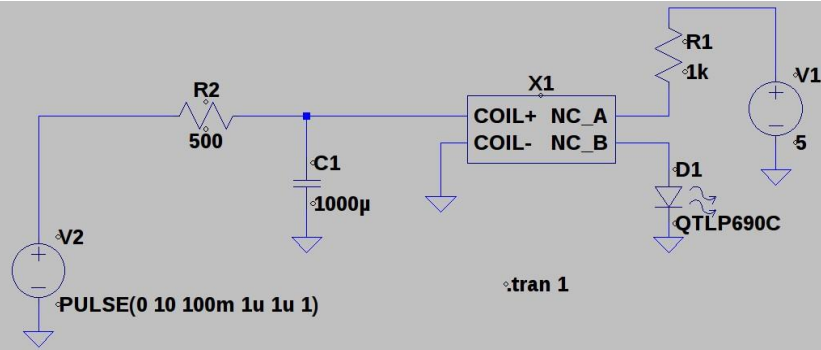 R1
1k
V1
5
X1
COIL+ NC_A
COIL- NC_B
R2
500
C1
1000µ
D1
QTLP690C
V2
PULSE(0 10 100m 1u 1u 1)
.tran 1